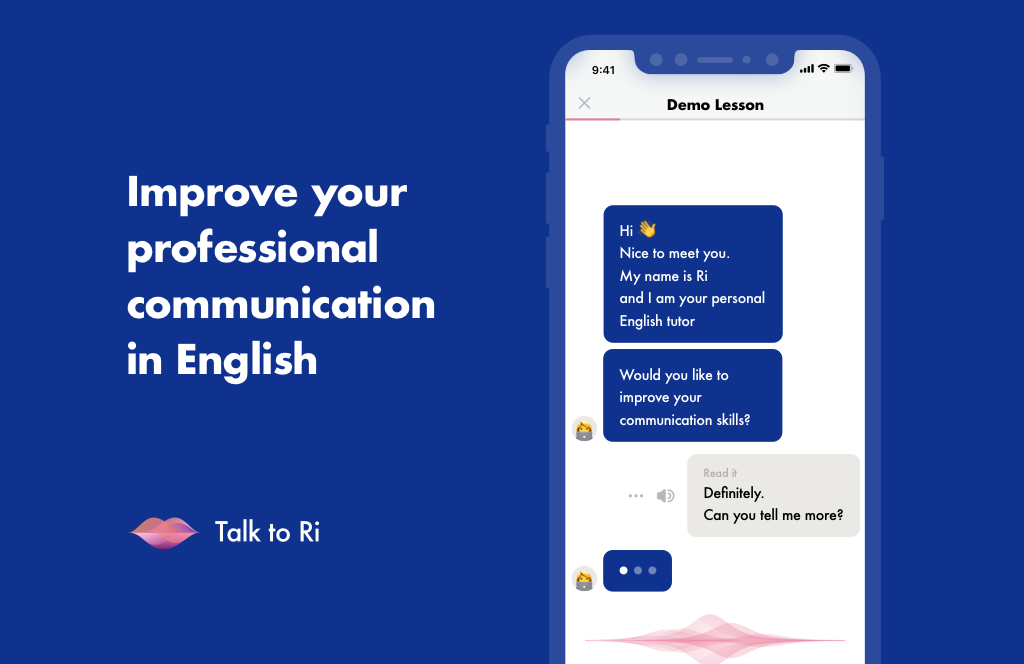 Improve your
professional
communication
in English
Talk to Ri
9:41
Demo Lesson
Hi 👋
Nice to meet you.
My name is Ri
and I am your personal
English tutor
Would you like to
improve your
communication skills?
Read it
Definitely.
Can you tell me more?